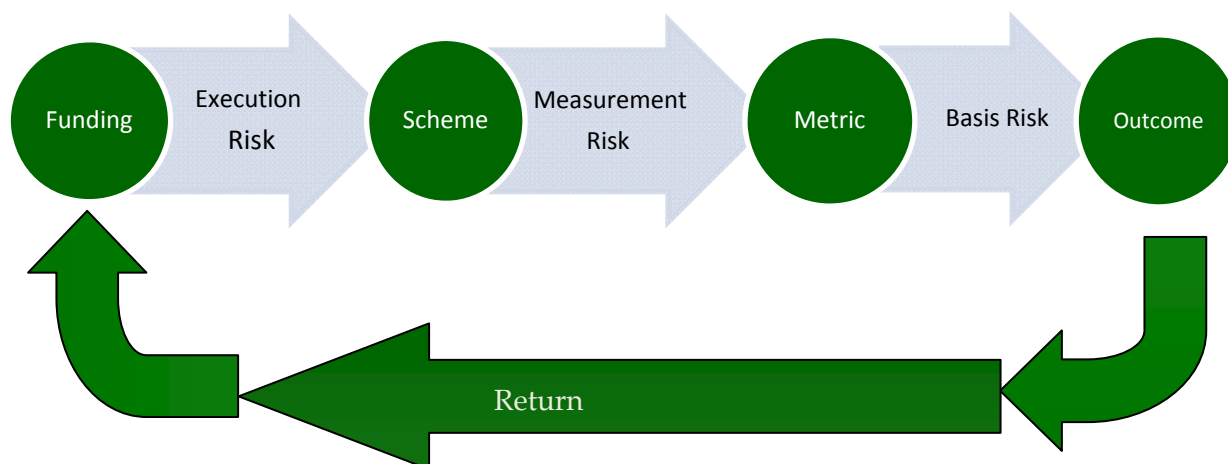 Funding
Execution
Risk
Scheme
Measurement
Risk
Metric
Basis Risk
Outcome
Return